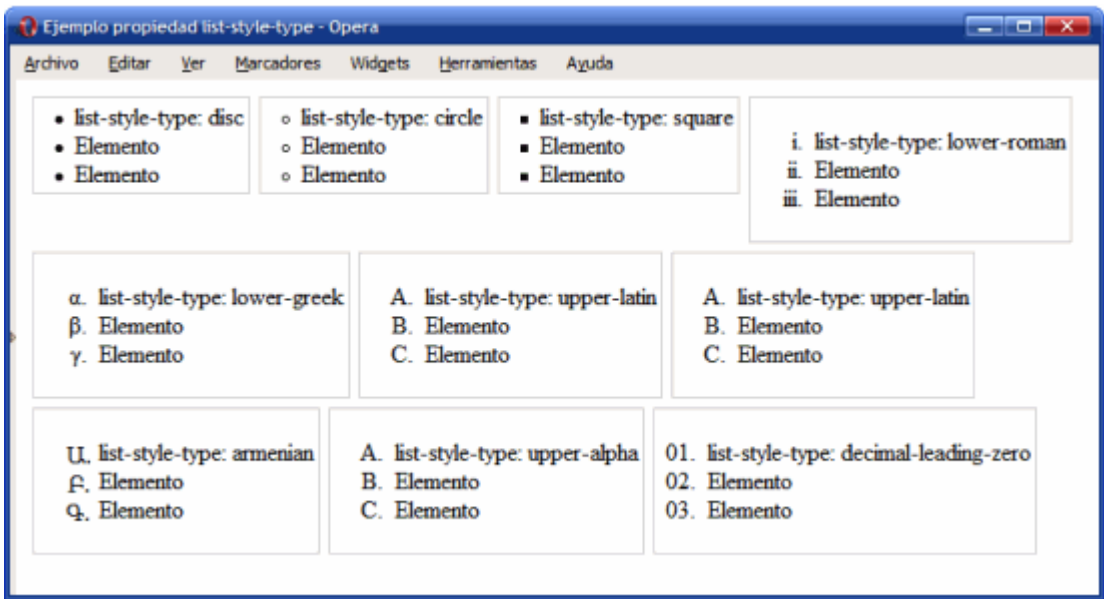 Ejemplo propiedad list-style-type - Opera
Archivo Editar Ver Marcadores Widgets Herramientas Ayuda
• list-style-type: disc
• Elemento
• Elemento
◦ list-style-type: circle
◦ Elemento
◦ Elemento
▪ list-style-type: square
▪ Elemento
▪ Elemento
i. list-style-type: lower-roman
ii. Elemento
iii. Elemento
α. list-style-type: lower-greek
β. Elemento
γ. Elemento
A. list-style-type: upper-latin
B. Elemento
C. Elemento
A. list-style-type: upper-latin
B. Elemento
C. Elemento
Ա. list-style-type: armenian
Բ. Elemento
Գ. Elemento
A. list-style-type: upper-alpha
B. Elemento
C. Elemento
01. list-style-type: decimal-leading-zero
02. Elemento
03. Elemento